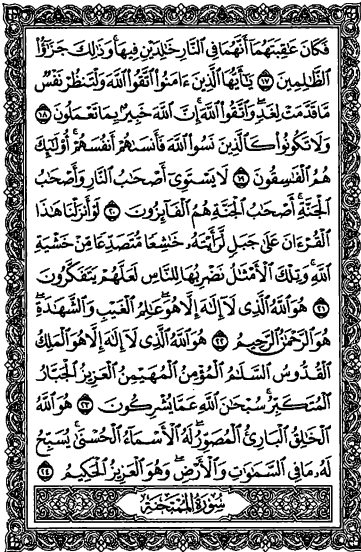 فَكَانَ عَٰقِبَتَهُمَآ أَنَّهُمَا فِى ٱلنَّارِ خَٰلِدَيْنِ فِيهَا ۚ وَذَٰلِكَ جَزَٰٓؤُا۟
ٱلظَّٰلِمِينَ ١٧ يَٰٓأَيُّهَا ٱلَّذِينَ ءَامَنُوا۟ ٱتَّقُوا۟ ٱللَّهَ وَلْتَنظُرْ نَفْسٌ
مَّا قَدَّمَتْ لِغَدٍ ۖ وَٱتَّقُوا۟ ٱللَّهَ ۚ إِنَّ ٱللَّهَ خَبِيرٌۢ بِمَا تَعْمَلُونَ ١٨
وَلَا تَكُونُوا۟ كَٱلَّذِينَ نَسُوا۟ ٱللَّهَ فَأَنسَىٰهُمْ أَنفُسَهُمْ ۚ أُو۟لَٰٓئِكَ
هُمُ ٱلْفَٰسِقُونَ ١٩ لَا يَسْتَوِىٓ أَصْحَٰبُ ٱلنَّارِ وَأَصْحَٰبُ
ٱلْجَنَّةِ ۚ أَصْحَٰبُ ٱلْجَنَّةِ هُمُ ٱلْفَآئِزُونَ ٢٠ لَوْ أَنزَلْنَا هَٰذَا
ٱلْقُرْءَانَ عَلَىٰ جَبَلٍ لَّرَأَيْتَهُۥ خَٰشِعًا مُّتَصَدِّعًا مِّنْ خَشْيَةِ
ٱللَّهِ ۚ وَتِلْكَ ٱلْأَمْثَٰلُ نَضْرِبُهَا لِلنَّاسِ لَعَلَّهُمْ يَتَفَكَّرُونَ
٢١ هُوَ ٱللَّهُ ٱلَّذِى لَآ إِلَٰهَ إِلَّا هُوَ ۖ عَٰلِمُ ٱلْغَيْبِ وَٱلشَّهَٰدَةِ ۖ
هُوَ ٱلرَّحْمَٰنُ ٱلرَّحِيمُ ٢٢ هُوَ ٱللَّهُ ٱلَّذِى لَآ إِلَٰهَ إِلَّا هُوَ ٱلْمَلِكُ
ٱلْقُدُّوسُ ٱلسَّلَٰمُ ٱلْمُؤْمِنُ ٱلْمُهَيْمِنُ ٱلْعَزِيزُ ٱلْجَبَّارُ
ٱلْمُتَكَبِّرُ ۚ سُبْحَٰنَ ٱللَّهِ عَمَّا يُشْرِكُونَ ٢٣ هُوَ ٱللَّهُ
ٱلْخَٰلِقُ ٱلْبَارِئُ ٱلْمُصَوِّرُ ۖ لَهُ ٱلْأَسْمَآءُ ٱلْحُسْنَىٰ ۚ يُسَبِّحُ
لَهُۥ مَا فِى ٱلسَّمَٰوَٰتِ وَٱلْأَرْضِ ۖ وَهُوَ ٱلْعَزِيزُ ٱلْحَكِيمُ ٢٤
سُورَةُ ٱلْمُمْتَحنَةِ